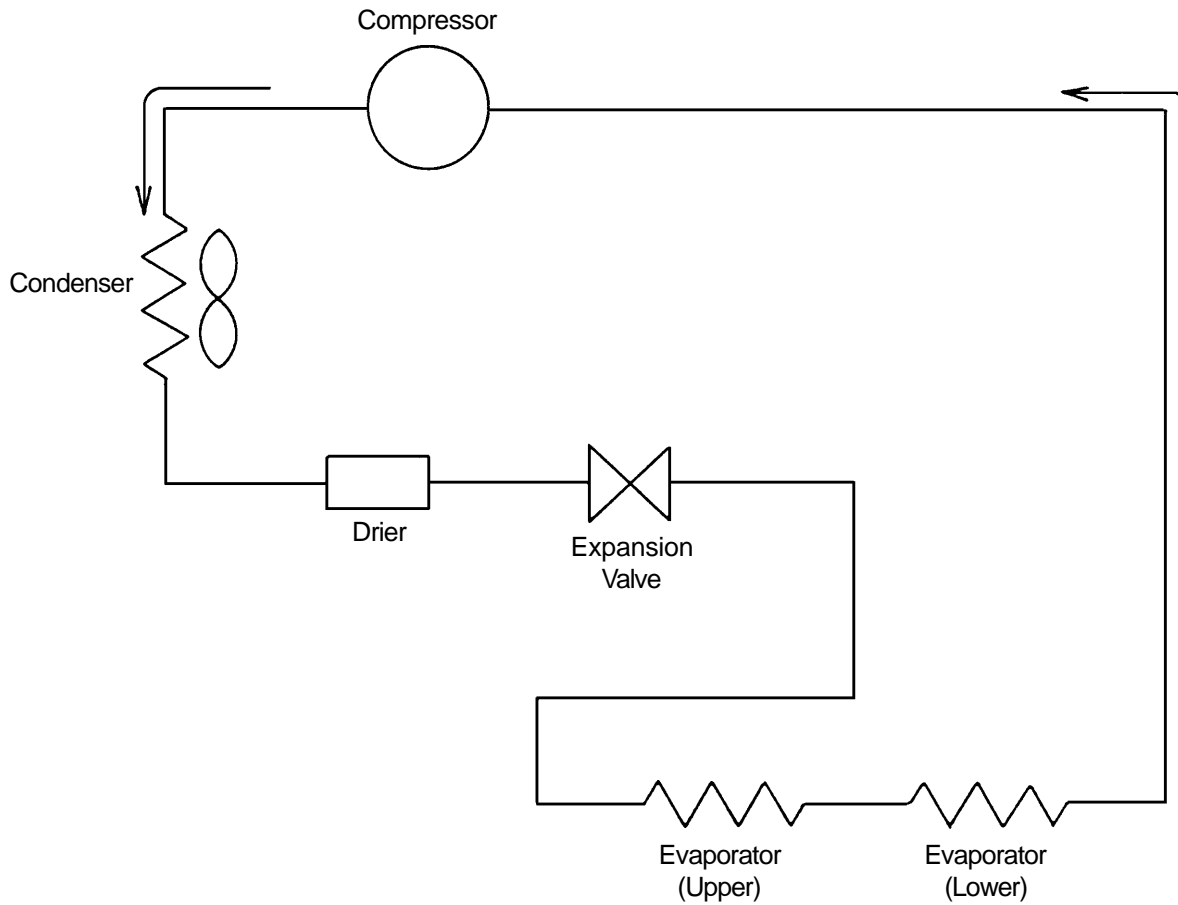 Compressor
Condenser
Drier
Expansion
Valve
Evaporator
(Upper)
Evaporator
(Lower)